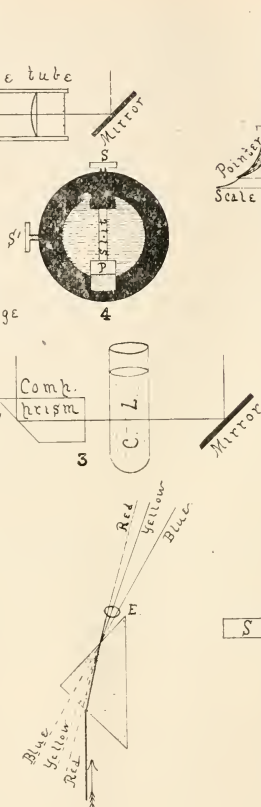 e tube
Mirror
S
Pointer
Scale
S'
Slit
P
4
ge
Comp.
prism
C. L
Mirror
3
Red
Yellow
Blue
E
S
Blue
Yellow
Red